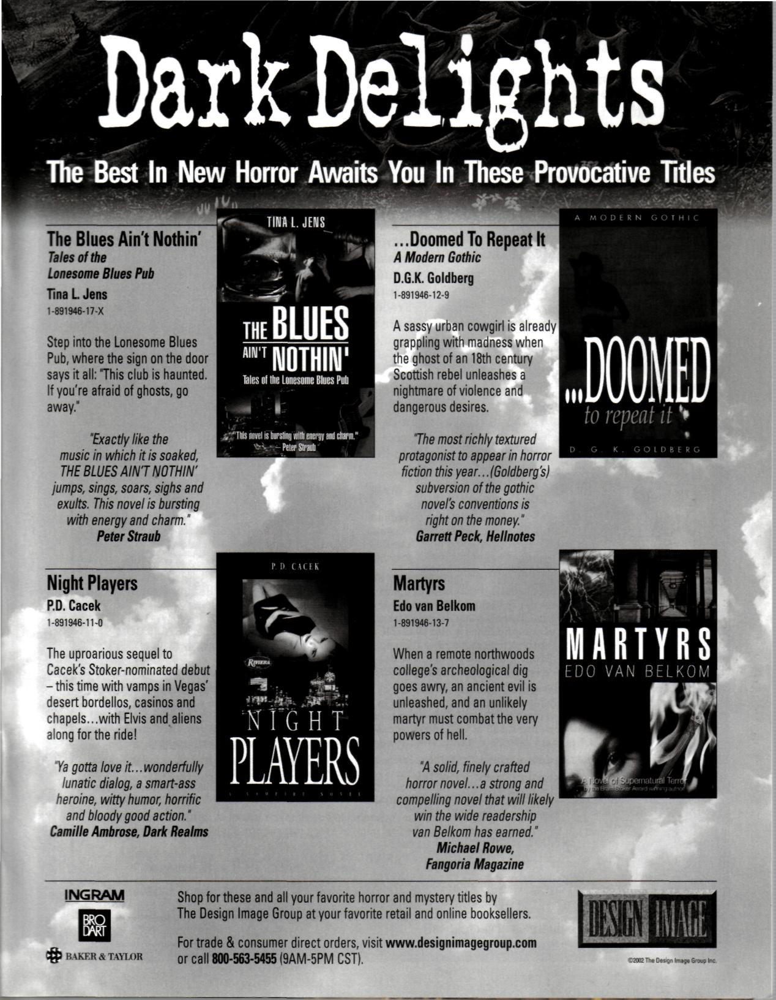 Dark Delights
The Best In New Horror Awaits You In These Provocative Titles
The Blues Ain't Nothin'
Tales of the
Lonesome Blues Pub
Tina L. Jens
1-891946-17-X
Step into the Lonesome Blues
Pub, where the sign on the door
says it all: "This club is haunted.
If you're afraid of ghosts, go
away."
"Exactly like the
music in which it is soaked,
THE BLUES AIN'T NOTHIN'
jumps, sings, soars, sighs and
exults. This novel is bursting
with energy and charm."
Peter Straub
TINA L. JENS
THE BLUES
AIN'T NOTHIN'
Tales of the Lonesome Blues Pub
"This novel is bursting with energy and charm."
– Peter Straub
...Doomed To Repeat It
A Modern Gothic
D.G.K. Goldberg
1-891946-12-9
A sassy urban cowgirl is already
grappling with madness when
the ghost of an 18th century
Scottish rebel unleashes a
nightmare of violence and
dangerous desires.
"The most richly textured
protagonist to appear in horror
fiction this year...(Goldberg's)
subversion of the gothic
novel's conventions is
right on the money."
Garrett Peck, Hellnotes
A MODERN GOTHIC
...DOOMED
to repeat it
D. G. K. GOLDBERG
Night Players
P.D. Cacek
1-891946-11-0
The uproarious sequel to
Cacek's Stoker-nominated debut
– this time with vamps in Vegas'
desert bordellos, casinos and
chapels...with Elvis and aliens
along for the ride!
"Ya gotta love it...wonderfully
lunatic dialog, a smart-ass
heroine, witty humor, horrific
and bloody good action."
Camille Ambrose, Dark Realms
P. D. CACEK
RIVIERA
NIGHT
PLAYERS
A VAMPIRE NOVEL
Martyrs
Edo van Belkom
1-891946-13-7
When a remote northwoods
college's archeological dig
goes awry, an ancient evil is
unleashed, and an unlikely
martyr must combat the very
powers of hell.
"A solid, finely crafted
horror novel...a strong and
compelling novel that will likely
win the wide readership
van Belkom has earned."
Michael Rowe,
Fangoria Magazine
MARTYRS
EDO VAN BELKOM
A Novel of Supernatural Terror
by the Bram Stoker Award winning author
INGRAM
BRO
DART
BAKER & TAYLOR
Shop for these and all your favorite horror and mystery titles by
The Design Image Group at your favorite retail and online booksellers.
For trade & consumer direct orders, visit www.designimagegroup.com
or call 800-563-5455 (9AM-5PM CST).
DESIGN IMAGE
©2002 The Design Image Group Inc.